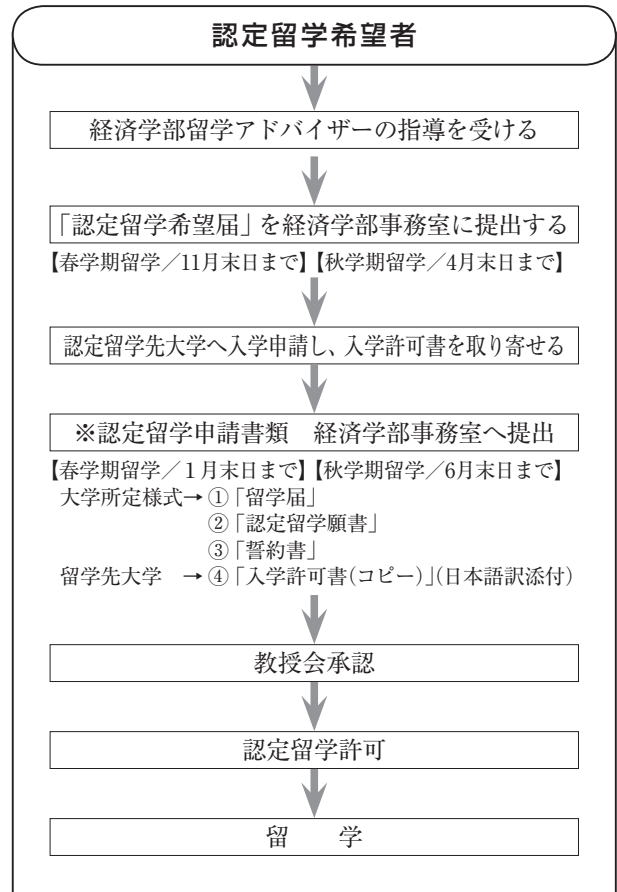 認定留学希望者
経済学部留学アドバイザーの指導を受ける
「認定留学希望届」を経済学部事務室に提出する
【春学期留学／11月末日まで】【秋学期留学／4月末日まで】
認定留学先大学へ入学申請し、入学許可書を取り寄せる
※認定留学申請書類　経済学部事務室へ提出
【春学期留学／１月末日まで】【秋学期留学／6月末日まで】
大学所定様式→①「留学届」
②「認定留学願書」
③「誓約書」
留学先大学　→④「入学許可書(コピー)」(日本語訳添付)
教授会承認
認定留学許可
留　　学